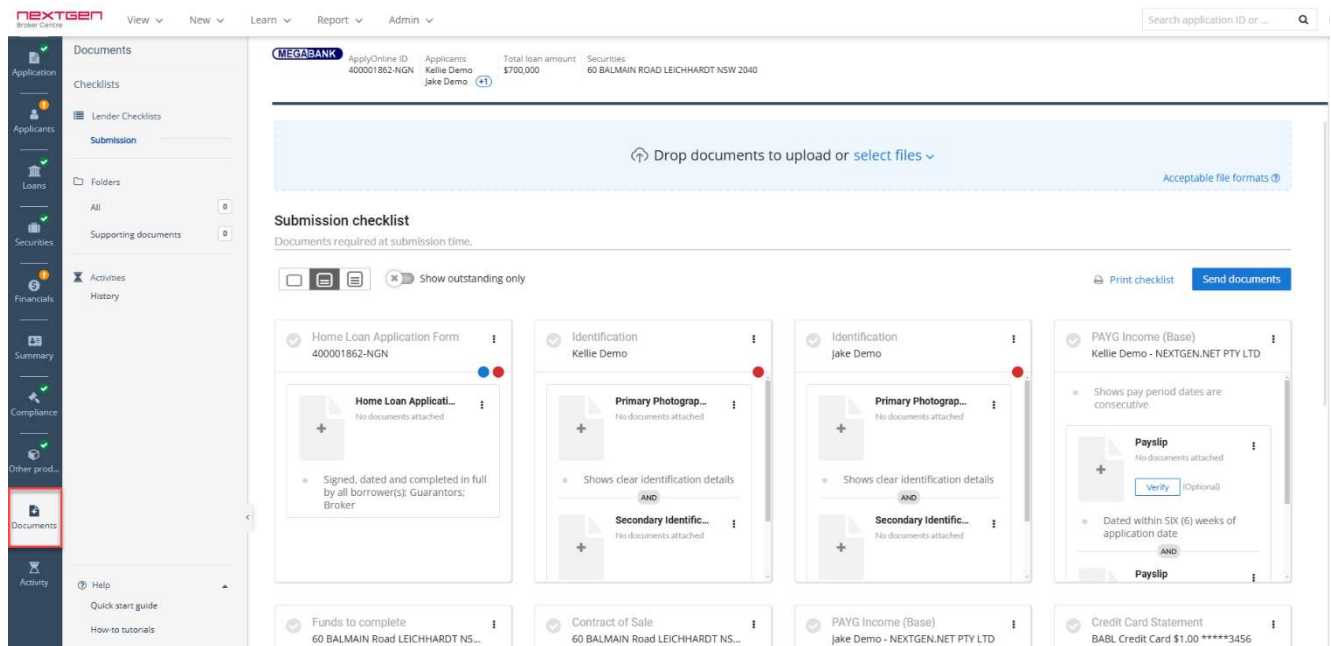 NEXTGEN
Broker Centre
View
New
Learn
Report
Admin
Search application ID or ...
Application
Applicants
Loans
Securities
Financials
Summary
Compliance
Other prod...
Documents
Activity
Documents
Checklists
Lender Checklists
Submission
Folders
All 0
Supporting documents 0
Activities
History
Help
Quick start guide
How-to tutorials
MEGABANK
ApplyOnline ID
400001862-NGN
Applicants
Kellie Demo
Jake Demo +1
Total loan amount
$700,000
Securities
60 BALMAIN ROAD LEICHHARDT NSW 2040
Drop documents to upload or select files
Acceptable file formats
Submission checklist
Documents required at submission time.
Show outstanding only
Print checklist
Send documents
Home Loan Application Form
400001862-NGN
Home Loan Applicati...
No documents attached
Signed, dated and completed in full
by all borrower(s); Guarantors;
Broker
Identification
Kellie Demo
Primary Photograp...
No documents attached
Shows clear identification details
AND
Secondary Identific...
No documents attached
Identification
Jake Demo
Primary Photograp...
No documents attached
Shows clear identification details
AND
Secondary Identific...
No documents attached
PAYG Income (Base)
Kellie Demo - NEXTGEN.NET PTY LTD
Shows pay period dates are
consecutive
Payslip
No documents attached
Verify (Optional)
Dated within SIX (6) weeks of
application date
AND
Payslip
Funds to complete
60 BALMAIN Road LEICHHARDT NS...
Contract of Sale
60 BALMAIN Road LEICHHARDT NS...
PAYG Income (Base)
Jake Demo - NEXTGEN.NET PTY LTD
Credit Card Statement
BABL Credit Card $1.00 *****3456